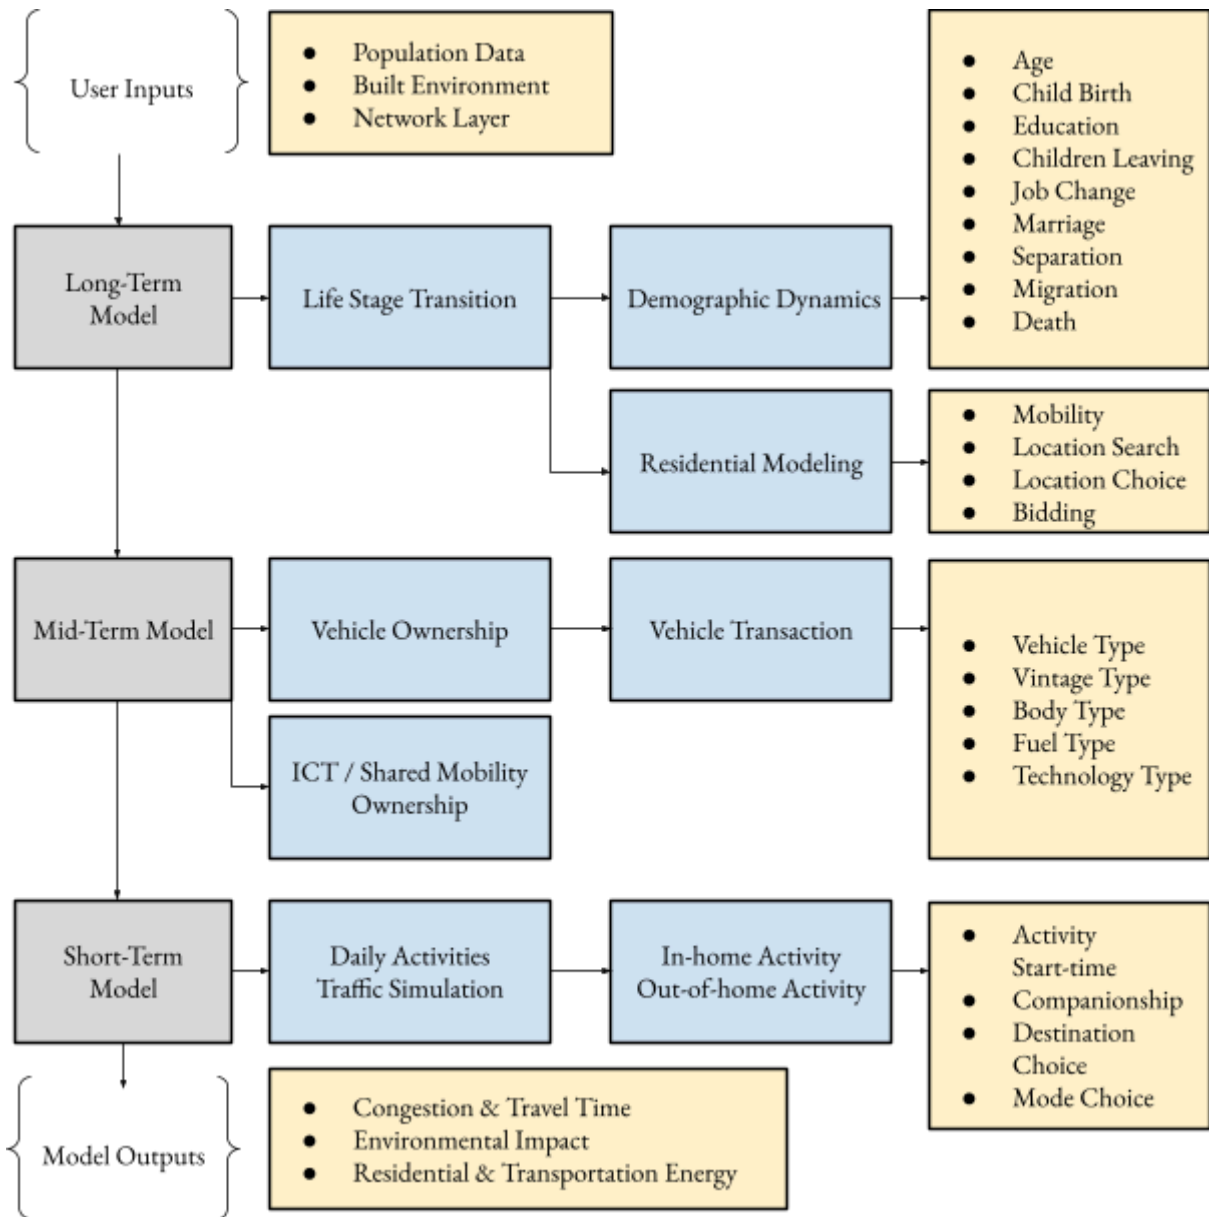 User Inputs
● Population Data
● Built Environment
● Network Layer
Long-Term
Model
Life Stage Transition
Demographic Dynamics
● Age
● Child Birth
● Education
● Children Leaving
● Job Change
● Marriage
● Separation
● Migration
● Death
Residential Modeling
● Mobility
● Location Search
● Location Choice
● Bidding
Mid-Term Model
Vehicle Ownership
Vehicle Transaction
● Vehicle Type
● Vintage Type
● Body Type
● Fuel Type
● Technology Type
ICT / Shared Mobility
Ownership
Short-Term
Model
Daily Activities
Traffic Simulation
In-home Activity
Out-of-home Activity
● Activity
Start-time
● Companionship
● Destination
Choice
● Mode Choice
Model Outputs
● Congestion & Travel Time
● Environmental Impact
● Residential & Transportation Energy